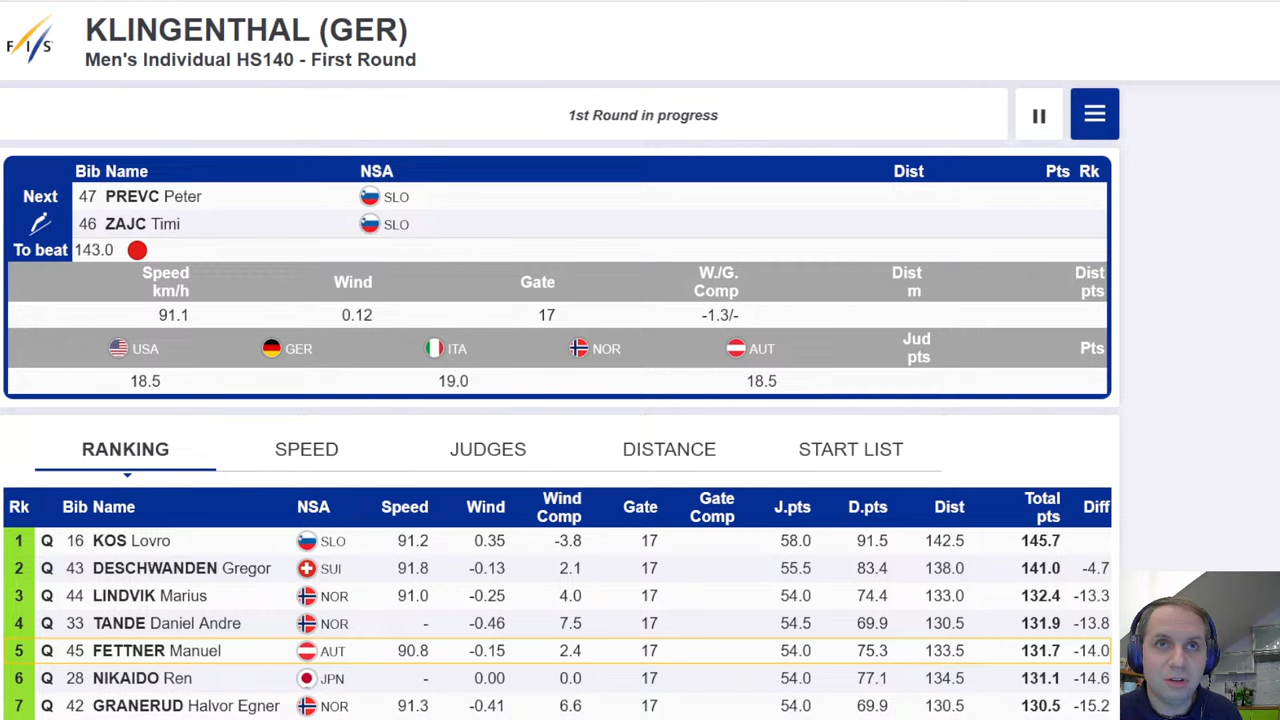 FIS
KLINGENTHAL (GER)
Men's Individual HS140 - First Round
1st Round in progress
Bib Name NSA Dist Pts Rk
Next 47 PREVC Peter SLO
46 ZAJC Timi SLO
To beat 143.0
Speed km/h Wind Gate W./G. Comp Dist m Dist pts
91.1 0.12 17 -1.3/-
USA GER ITA NOR AUT Jud pts Pts
18.5 19.0 18.5
RANKING SPEED JUDGES DISTANCE START LIST
Rk Bib Name NSA Speed Wind Wind Comp Gate Gate Comp J.pts D.pts Dist Total pts Diff
1 Q 16 KOS Lovro SLO 91.2 0.35 -3.8 17 58.0 91.5 142.5 145.7
2 Q 43 DESCHWANDEN Gregor SUI 91.8 -0.13 2.1 17 55.5 83.4 138.0 141.0 -4.7
3 Q 44 LINDVIK Marius NOR 91.0 -0.25 4.0 17 54.0 74.4 133.0 132.4 -13.3
4 Q 33 TANDE Daniel Andre NOR - -0.46 7.5 17 54.5 69.9 130.5 131.9 -13.8
5 Q 45 FETTNER Manuel AUT 90.8 -0.15 2.4 17 54.0 75.3 133.5 131.7 -14.0
6 Q 28 NIKAIDO Ren JPN - 0.00 0.0 17 54.0 77.1 134.5 131.1 -14.6
7 Q 42 GRANERUD Halvor Egner NOR 91.3 -0.41 6.6 17 54.0 69.9 130.5 130.5 -15.2